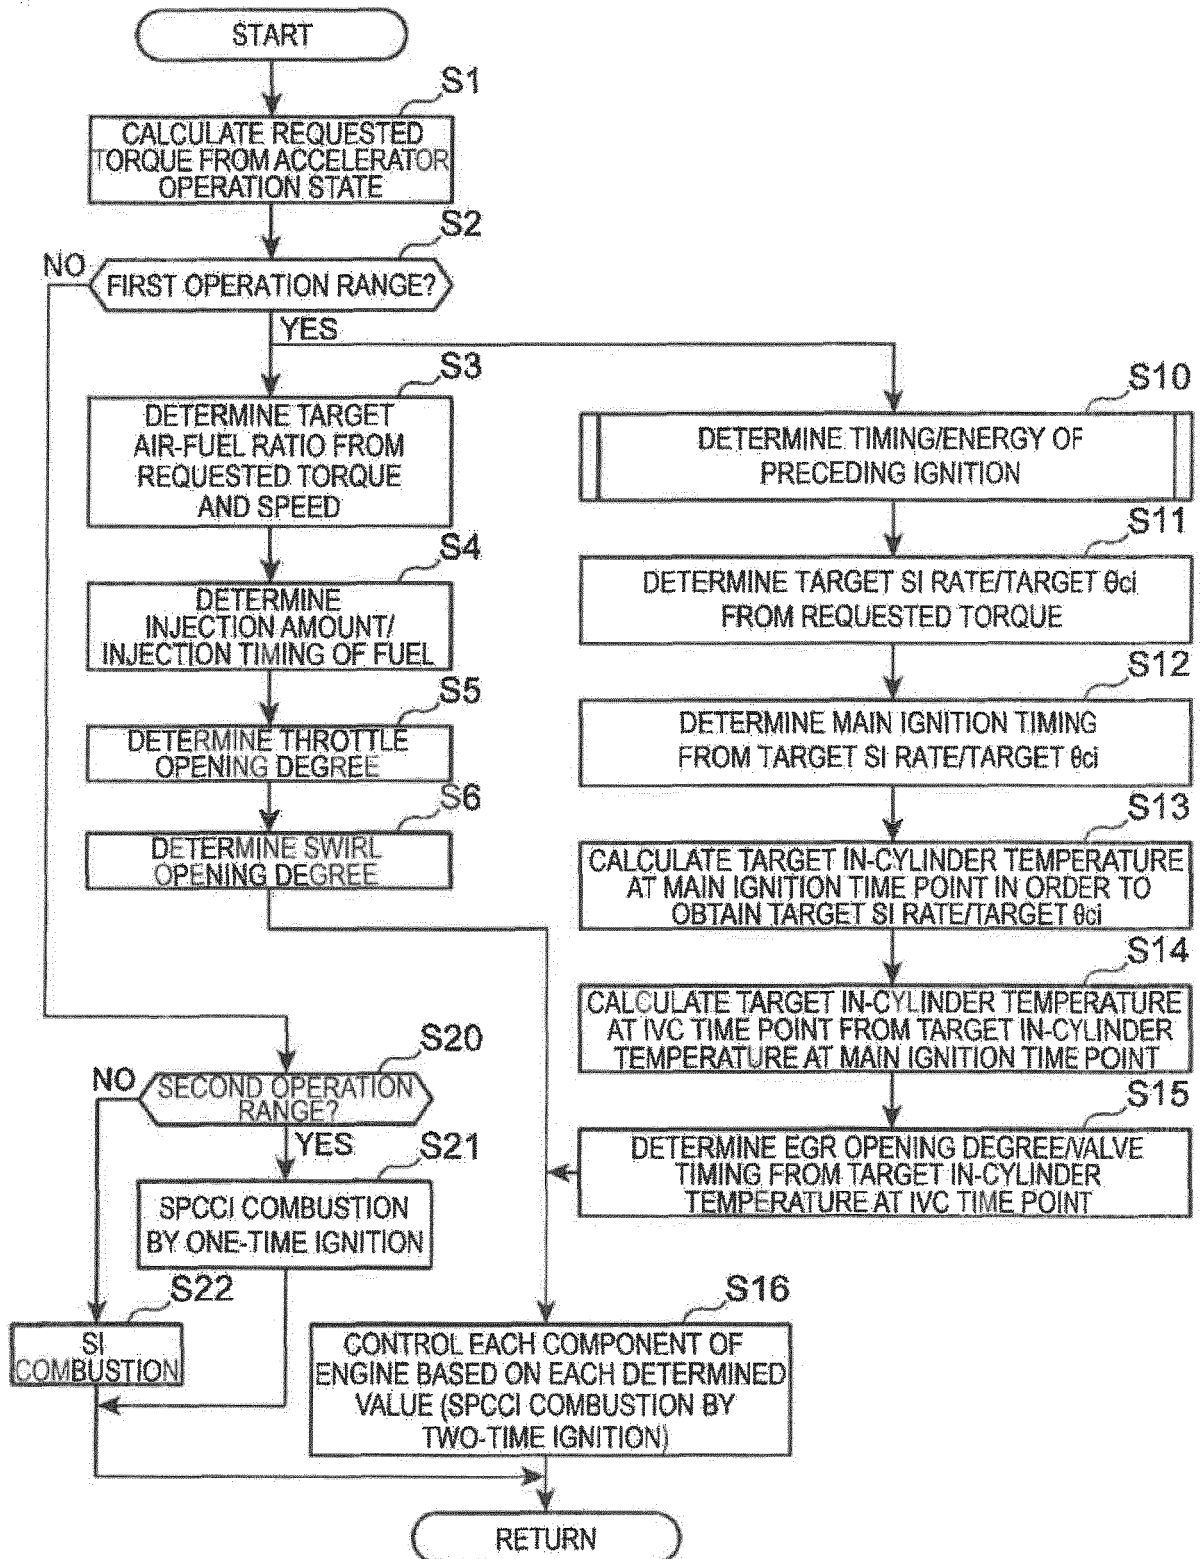 START
S1
CALCULATE REQUESTED
TORQUE FROM ACCELERATOR
OPERATION STATE
S2
NO
FIRST OPERATION RANGE?
YES
S3
DETERMINE TARGET
AIR-FUEL RATIO FROM
REQUESTED TORQUE
AND SPEED
S4
DETERMINE
INJECTION AMOUNT/
INJECTION TIMING OF FUEL
S5
DETERMINE THROTTLE
OPENING DEGREE
S6
DETERMINE SWIRL
OPENING DEGREE
S10
DETERMINE TIMING/ENERGY OF
PRECEDING IGNITION
S11
DETERMINE TARGET SI RATE/TARGET θci
FROM REQUESTED TORQUE
S12
DETERMINE MAIN IGNITION TIMING
FROM TARGET SI RATE/TARGET θci
S13
CALCULATE TARGET IN-CYLINDER TEMPERATURE
AT MAIN IGNITION TIME POINT IN ORDER TO
OBTAIN TARGET SI RATE/TARGET θci
S14
CALCULATE TARGET IN-CYLINDER TEMPERATURE
AT IVC TIME POINT FROM TARGET IN-CYLINDER
TEMPERATURE AT MAIN IGNITION TIME POINT
S15
DETERMINE EGR OPENING DEGREE/VALVE
TIMING FROM TARGET IN-CYLINDER
TEMPERATURE AT IVC TIME POINT
S20
NO
SECOND OPERATION
RANGE?
YES
S21
SPCCI COMBUSTION
BY ONE-TIME IGNITION
S22
SI
COMBUSTION
S16
CONTROL EACH COMPONENT OF
ENGINE BASED ON EACH DETERMINED
VALUE (SPCCI COMBUSTION BY
TWO-TIME IGNITION)
RETURN